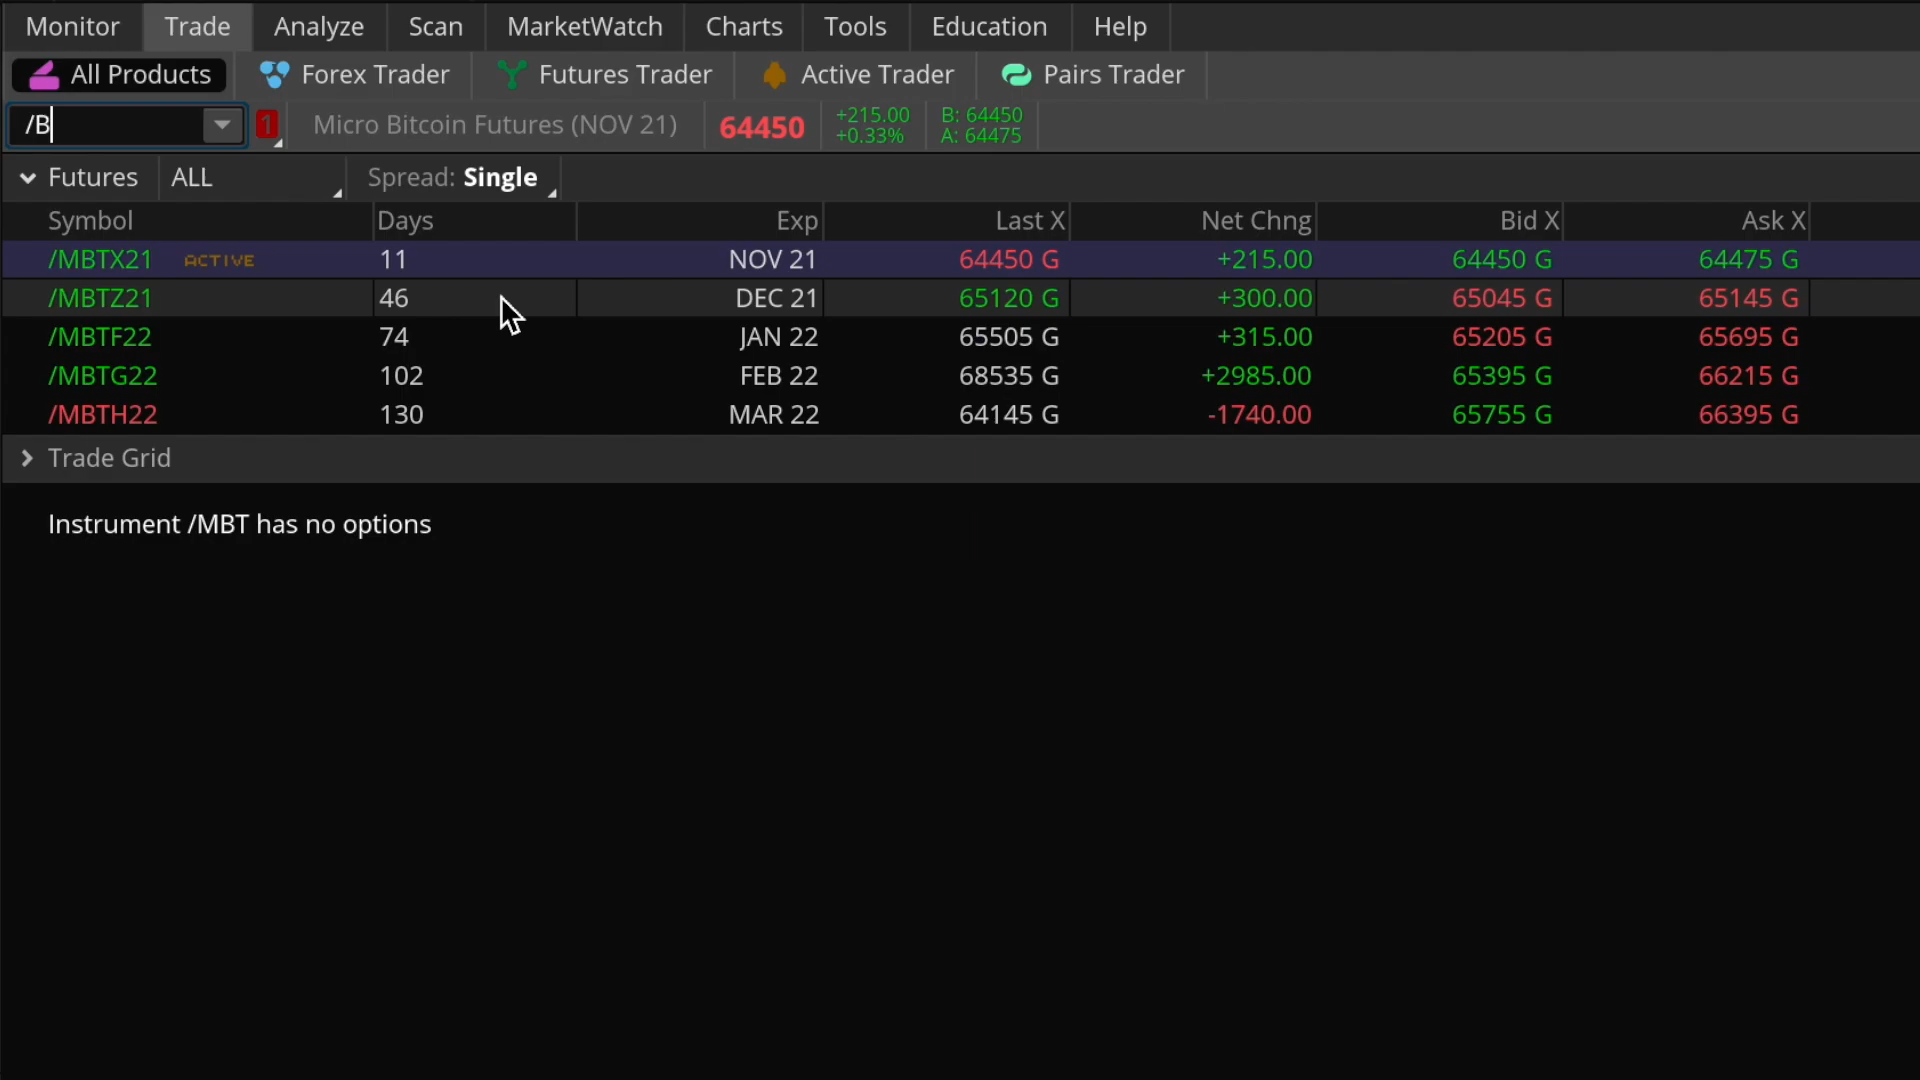 Monitor Trade Analyze Scan MarketWatch Charts Tools Education Help
All Products Forex Trader Futures Trader Active Trader Pairs Trader
/B 1 Micro Bitcoin Futures (NOV 21) 64450 +215.00 B: 64450
+0.33% A: 64475
Futures ALL Spread: Single
Symbol Days Exp Last X Net Chng Bid X Ask X
/MBTX21 ACTIVE 11 NOV 21 64450 G +215.00 64450 G 64475 G
/MBTZ21 46 DEC 21 65120 G +300.00 65045 G 65145 G
/MBTF22 74 JAN 22 65505 G +315.00 65205 G 65695 G
/MBTG22 102 FEB 22 68535 G +2985.00 65395 G 66215 G
/MBTH22 130 MAR 22 64145 G -1740.00 65755 G 66395 G
Trade Grid
Instrument /MBT has no options